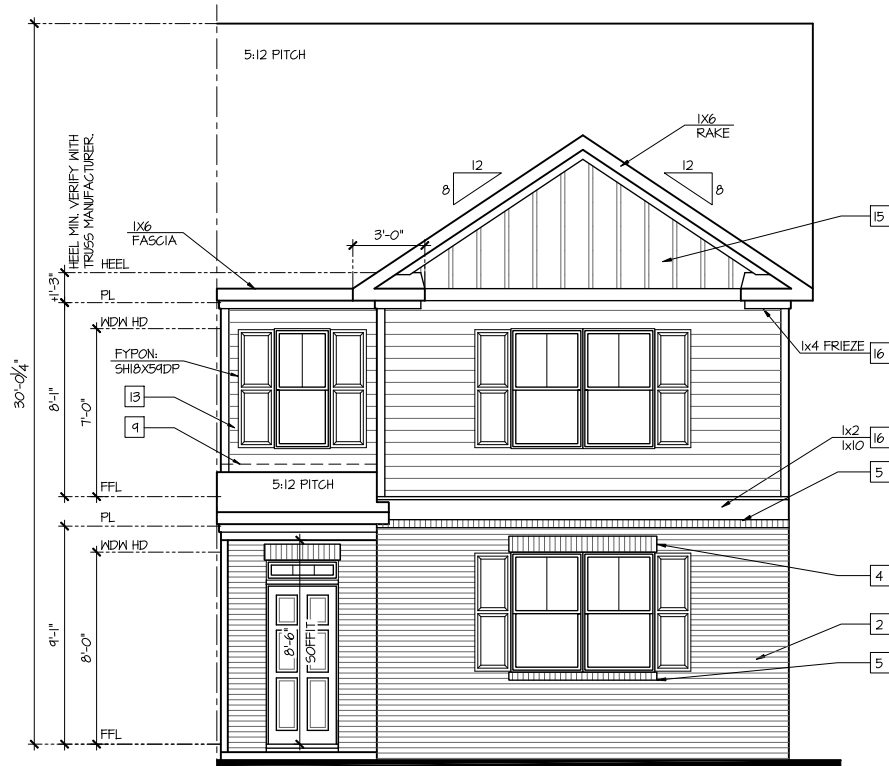 5:12 PITCH
1X6
RAKE
12
8
12
8
15
HEEL MIN. VERIFY WITH
TRUSS MANUFACTURER.
1X6
FASCIA
3'-0"
HEEL
+1'-3"
PL
WDW HD
1x4 FRIEZE
16
FYPON:
SH18X59DP
30'-0¼"
8'-1"
7'-0"
13
9
1x2
1x10
16
FFL
5:12 PITCH
5
PL
WDW HD
4
9'-1"
8'-0"
8'-6"
SOFFIT
2
5
FFL